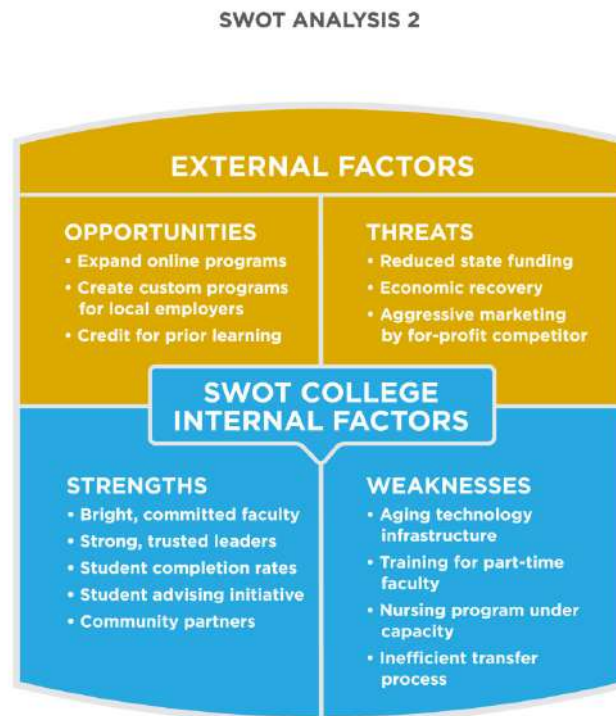 SWOT ANALYSIS 2
EXTERNAL FACTORS
OPPORTUNITIES
• Expand online programs
• Create custom programs
for local employers
• Credit for prior learning
THREATS
• Reduced state funding
• Economic recovery
• Aggressive marketing
by for-profit competitor
SWOT COLLEGE
INTERNAL FACTORS
STRENGTHS
• Bright, committed faculty
• Strong, trusted leaders
• Student completion rates
• Student advising initiative
• Community partners
WEAKNESSES
• Aging technology
infrastructure
• Training for part-time
faculty
• Nursing program under
capacity
• Inefficient transfer
process